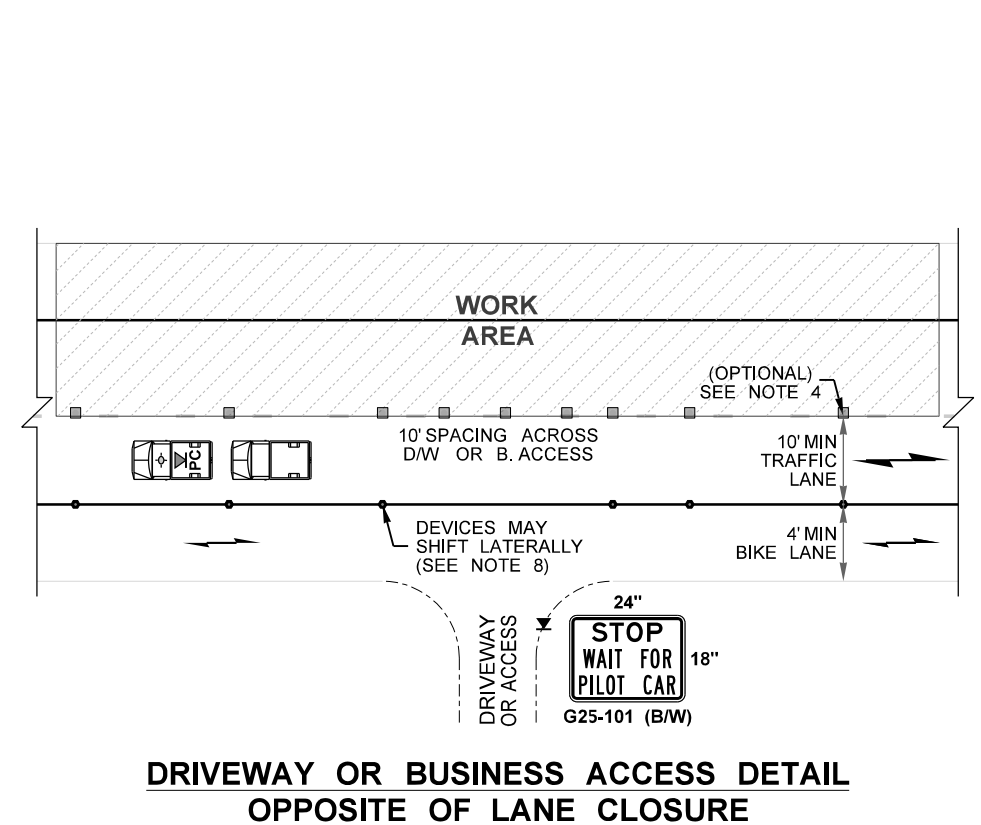 WORK
AREA
(OPTIONAL)
SEE NOTE 4
10' SPACING ACROSS
D/W OR B. ACCESS
10' MIN
TRAFFIC
LANE
PC
DEVICES MAY
SHIFT LATERALLY
(SEE NOTE 8)
4' MIN
BIKE LANE
DRIVEWAY
OR ACCESS
24"
STOP
WAIT FOR
PILOT CAR
18"
G25-101 (B/W)
DRIVEWAY OR BUSINESS ACCESS DETAIL
OPPOSITE OF LANE CLOSURE